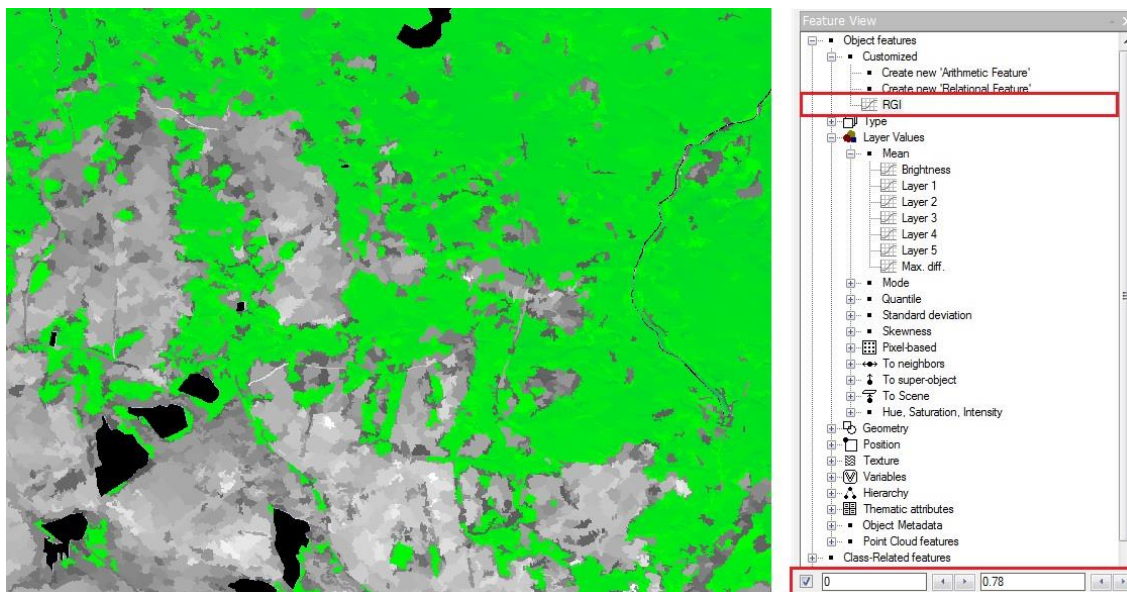 Feature View
Object features
Customized
Create new 'Arithmetic Feature'
Create new 'Relational Feature'
RGI
Type
Layer Values
Mean
Brightness
Layer 1
Layer 2
Layer 3
Layer 4
Layer 5
Max. diff.
Mode
Quantile
Standard deviation
Skewness
Pixel-based
To neighbors
To super-object
To Scene
Hue, Saturation, Intensity
Geometry
Position
Texture
Variables
Hierarchy
Thematic attributes
Object Metadata
Point Cloud features
Class-Related features
0 0.78